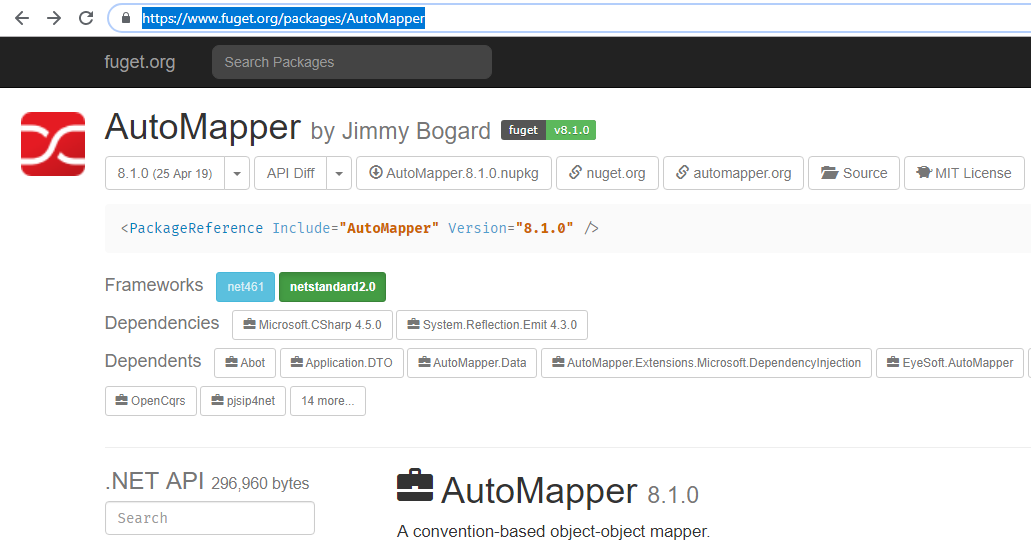 https://www.fuget.org/packages/AutoMapper
fuget.org Search Packages
AutoMapper by Jimmy Bogard fuget v8.1.0
8.1.0 (25 Apr 19) API Diff AutoMapper.8.1.0.nupkg nuget.org automapper.org Source MIT License
<PackageReference Include="AutoMapper" Version="8.1.0" />
Frameworks net461 netstandard2.0
Dependencies Microsoft.CSharp 4.5.0 System.Reflection.Emit 4.3.0
Dependents Abot Application.DTO AutoMapper.Data AutoMapper.Extensions.Microsoft.DependencyInjection EyeSoft.AutoMapper
OpenCqrs pjsip4net 14 more...
.NET API 296,960 bytes
Search
AutoMapper 8.1.0
A convention-based object-object mapper.